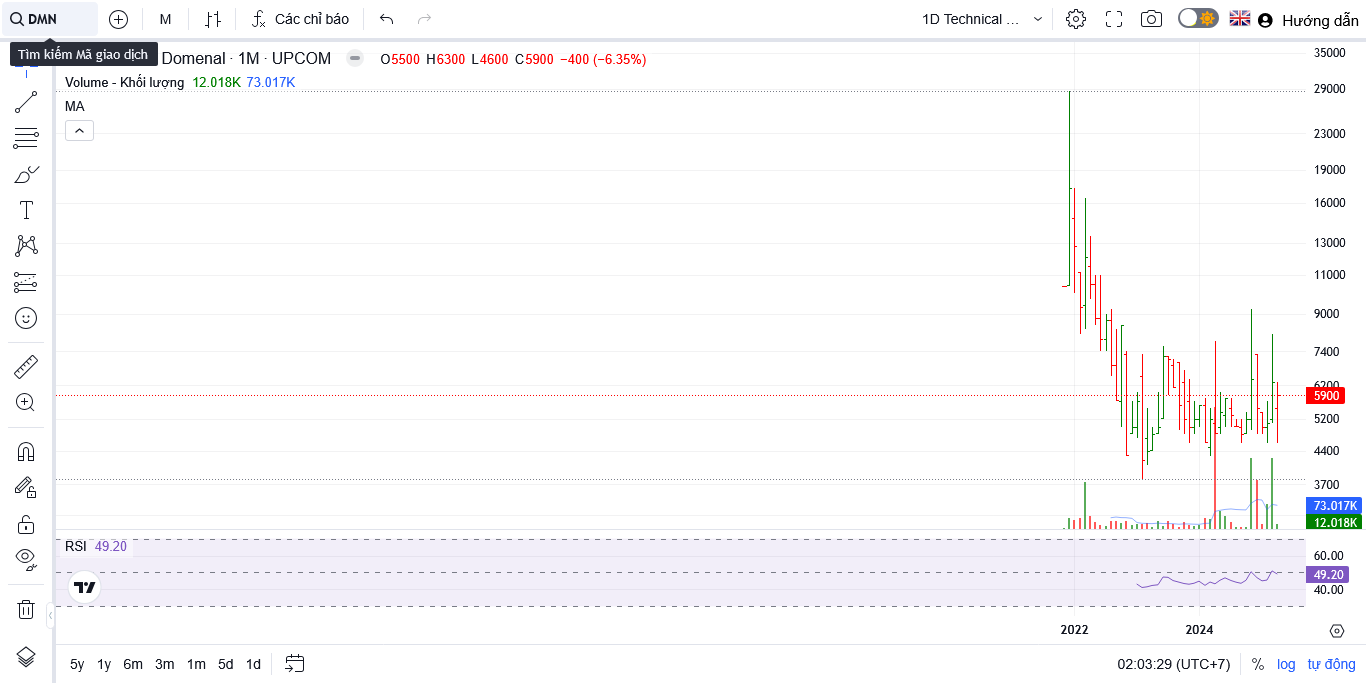 DMN
M
Các chỉ báo
1D Technical ...
Hướng dẫn
Tìm kiếm Mã giao dịch
Domenal · 1M · UPCOM
O5500 H6300 L4600 C5900 −400 (−6.35%)
Volume - Khối lượng 12.018K 73.017K
MA
35000
29000
23000
19000
16000
13000
11000
9000
7400
6200
5900
5200
4400
3700
73.017K
12.018K
RSI 49.20
60.00
49.20
40.00
2022
2024
5y 1y 6m 3m 1m 5d 1d
02:03:29 (UTC+7)
% log tự động